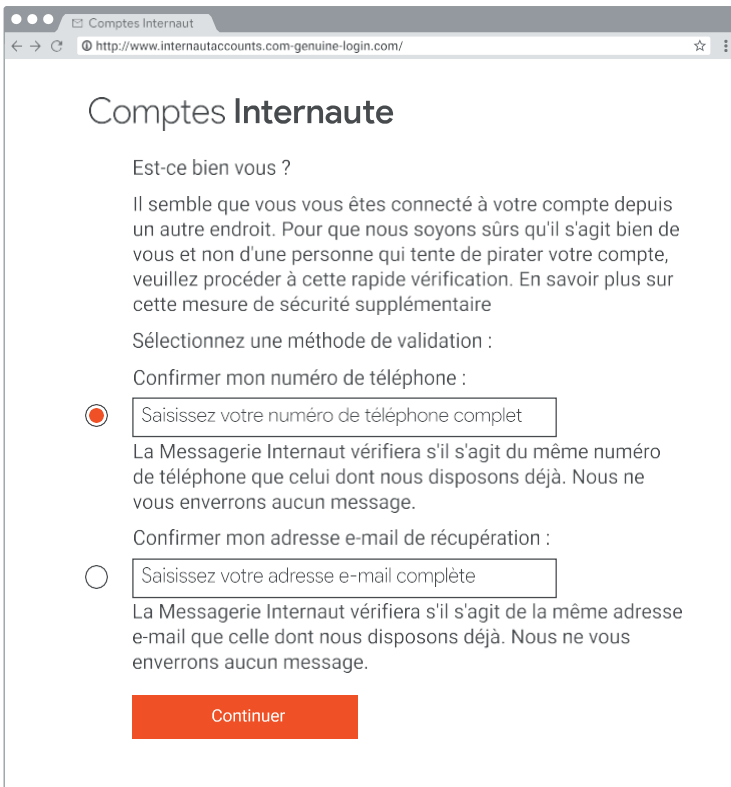 Comptes Internaut
http://www.internautaccounts.com-genuine-login.com/
Comptes Internaute
Est-ce bien vous ?
Il semble que vous vous êtes connecté à votre compte depuis
un autre endroit. Pour que nous soyons sûrs qu'il s'agit bien de
vous et non d'une personne qui tente de pirater votre compte,
veuillez procéder à cette rapide vérification. En savoir plus sur
cette mesure de sécurité supplémentaire
Sélectionnez une méthode de validation :
Confirmer mon numéro de téléphone :
Saisissez votre numéro de téléphone complet
La Messagerie Internaut vérifiera s'il s'agit du même numéro
de téléphone que celui dont nous disposons déjà. Nous ne
vous enverrons aucun message.
Confirmer mon adresse e-mail de récupération :
Saisissez votre adresse e-mail complète
La Messagerie Internaut vérifiera s'il s'agit de la même adresse
e-mail que celle dont nous disposons déjà. Nous ne vous
enverrons aucun message.
Continuer